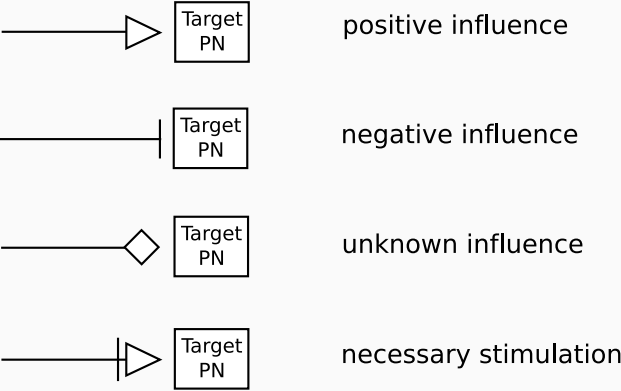 Target
PN
positive influence
Target
PN
negative influence
Target
PN
unknown influence
Target
PN
necessary stimulation